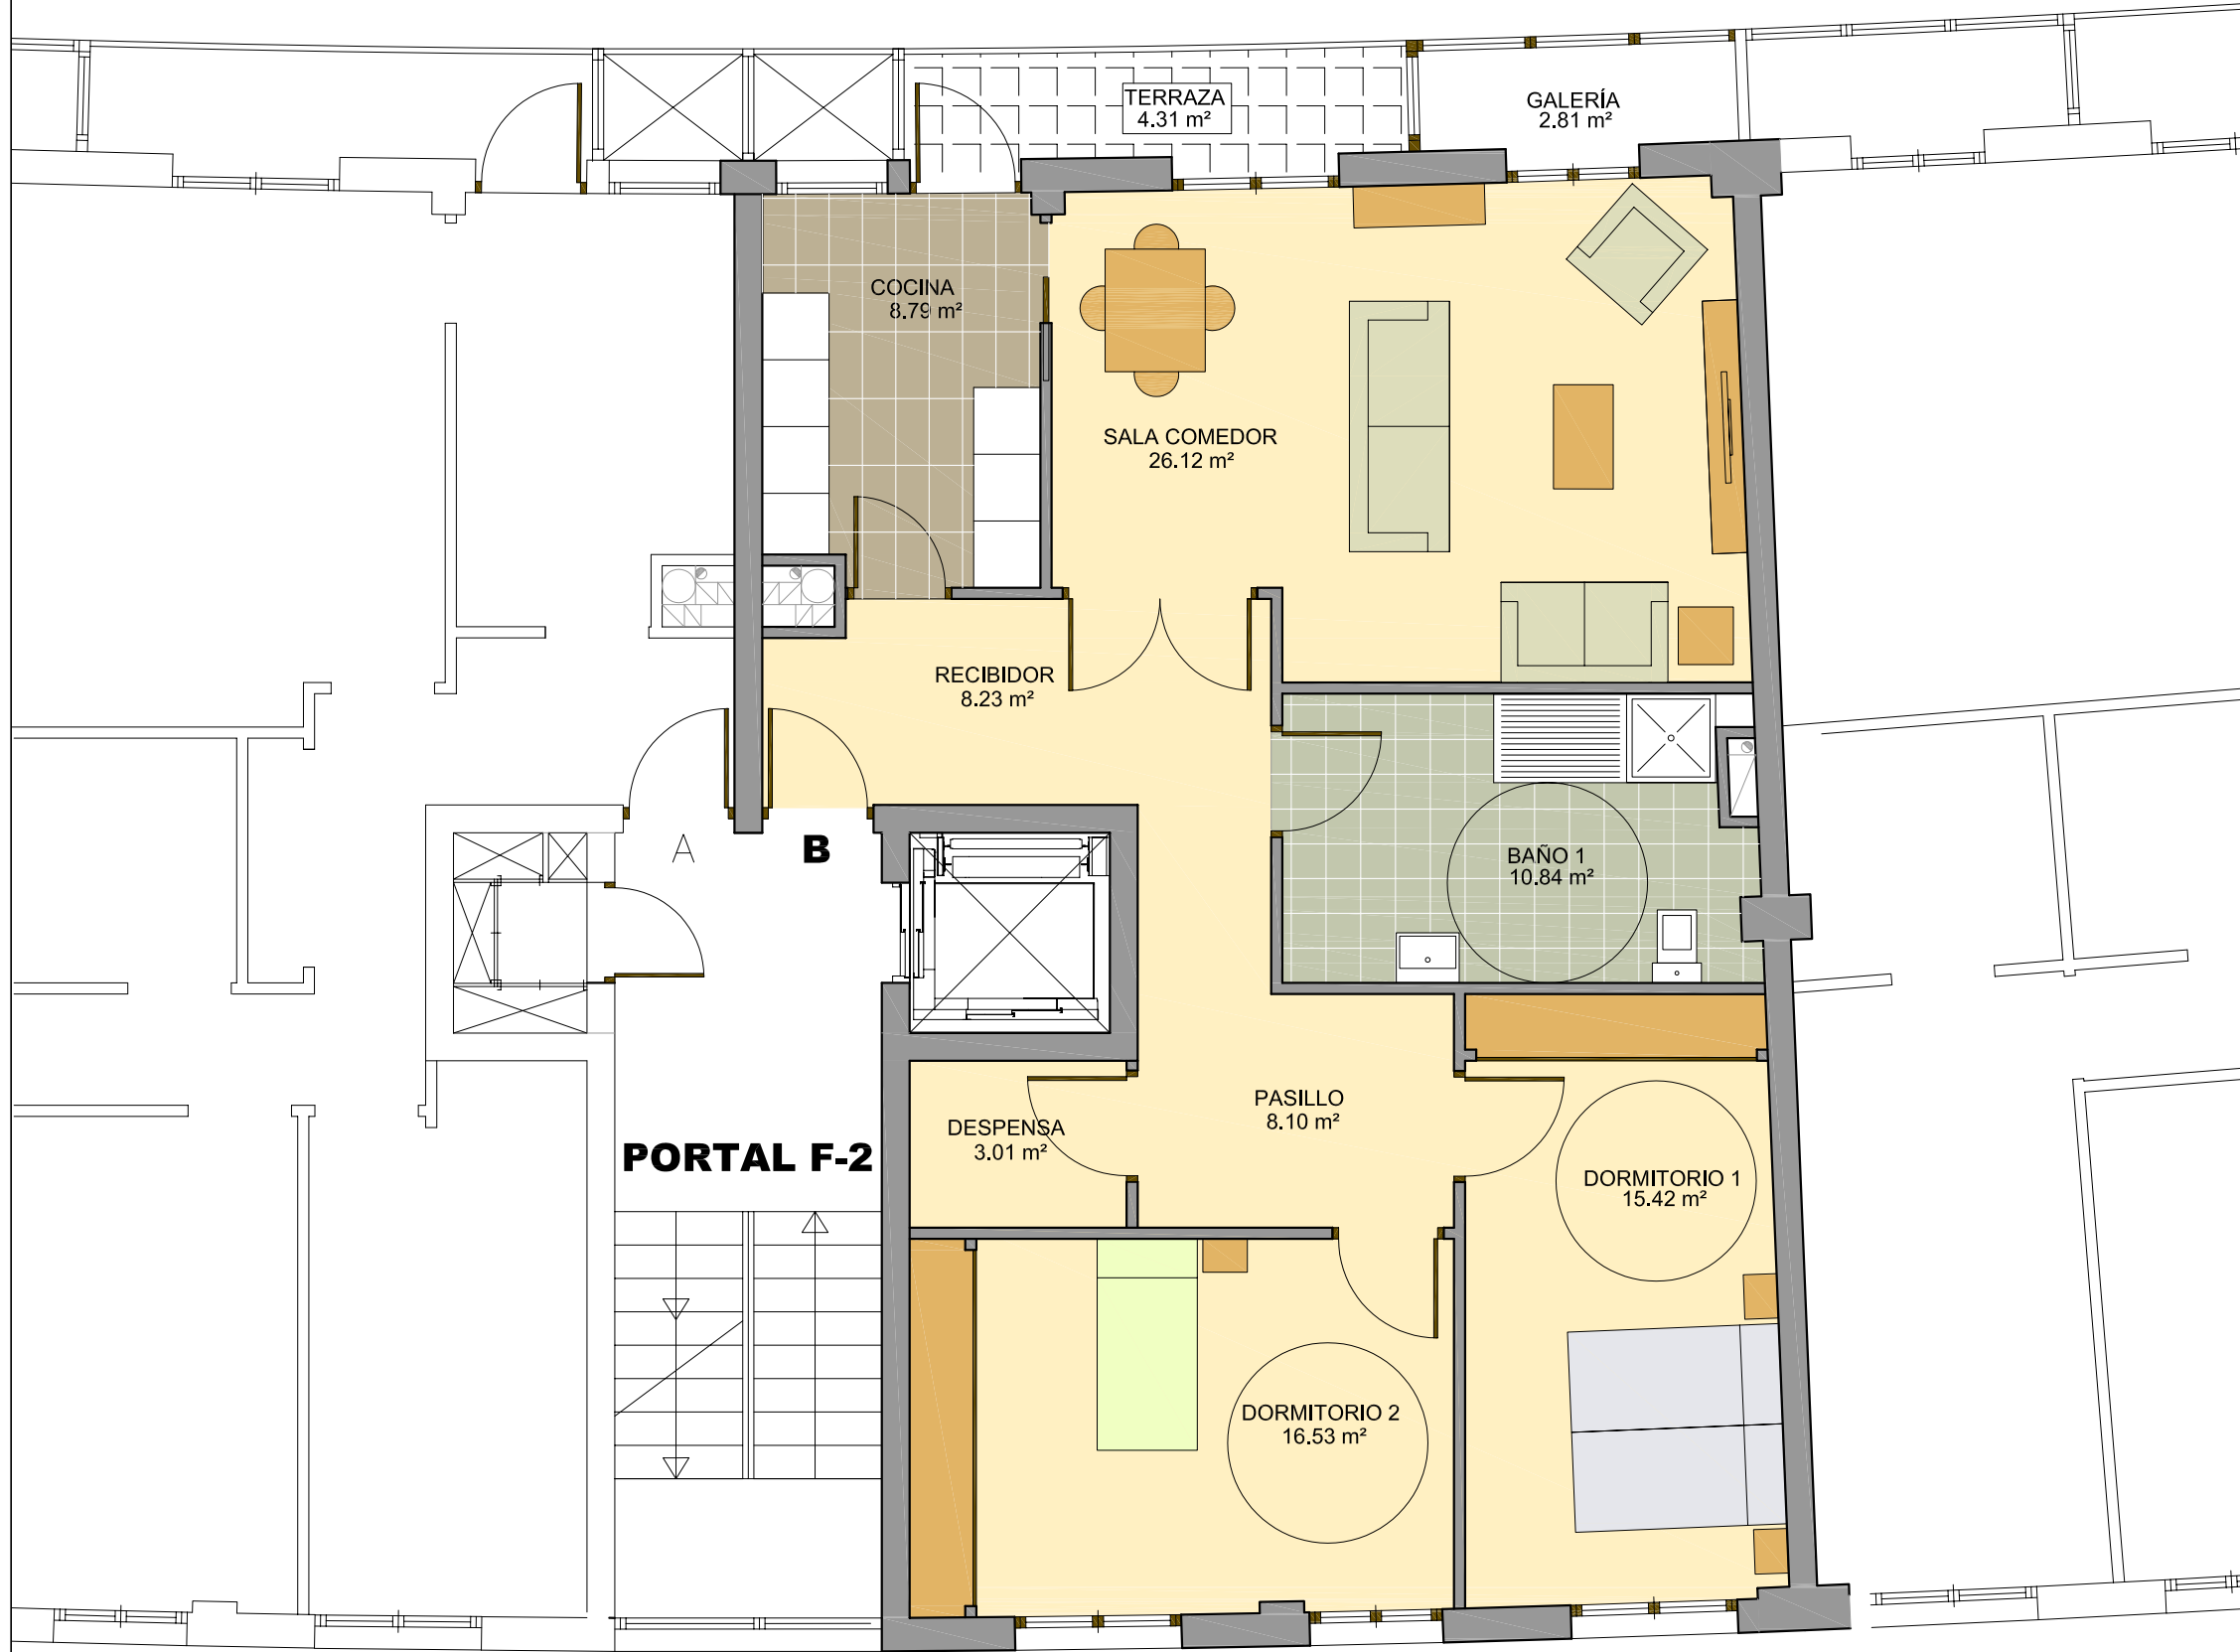 TERRAZA
4.31 m²
GALERÍA
2.81 m²
COCINA
8.79 m²
SALA COMEDOR
26.12 m²
RECIBIDOR
8.23 m²
A
B
BAÑO 1
10.84 m²
PASILLO
8.10 m²
DESPENSA
3.01 m²
PORTAL F-2
DORMITORIO 1
15.42 m²
DORMITORIO 2
16.53 m²